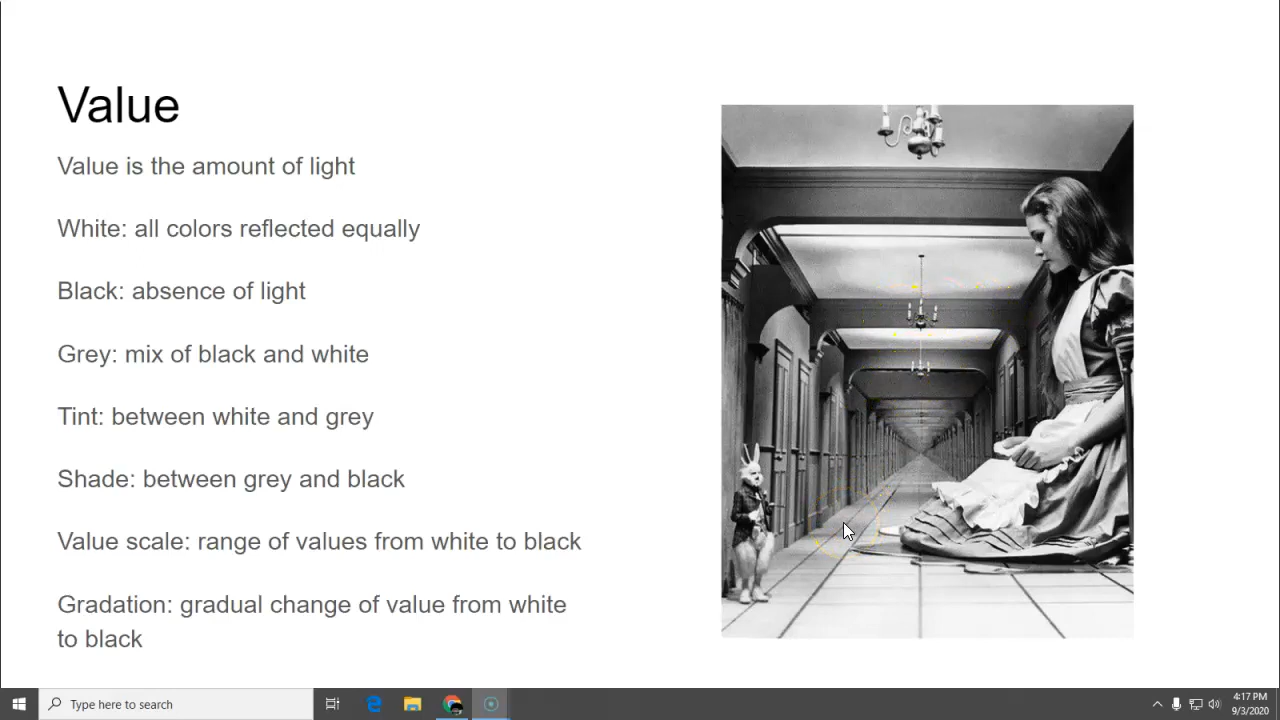 Value
Value is the amount of light
White: all colors reflected equally
Black: absence of light
Grey: mix of black and white
Tint: between white and grey
Shade: between grey and black
Value scale: range of values from white to black
Gradation: gradual change of value from white
to black
Type here to search
4:17 PM
9/3/2020